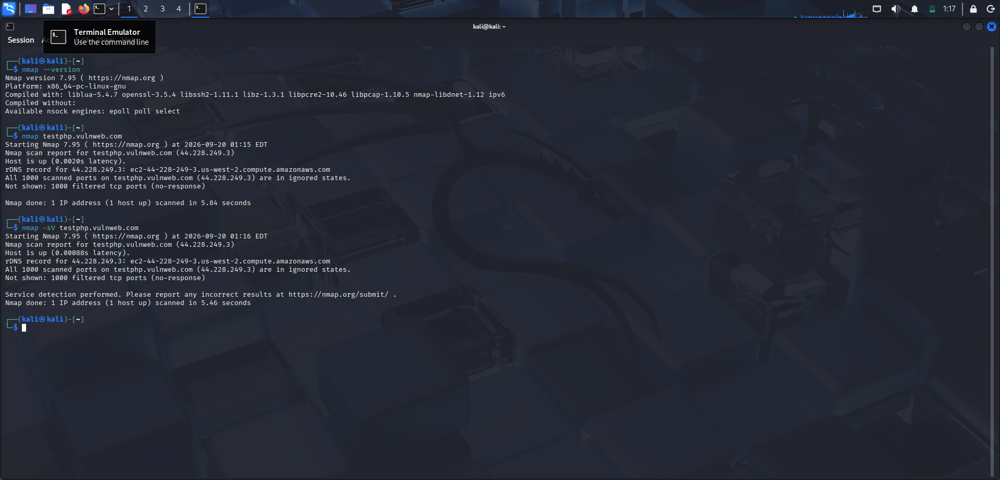 1 2 3 4
1:17
kali@kali: ~
Session
Terminal Emulator
Use the command line
┌──(kali㉿kali)-[~]
└─$ nmap --version
Nmap version 7.95 ( https://nmap.org )
Platform: x86_64-pc-linux-gnu
Compiled with: liblua-5.4.7 openssl-3.5.4 libssh2-1.11.1 libz-1.3.1 libpcre2-10.46 libpcap-1.10.5 nmap-libdnet-1.12 ipv6
Compiled without:
Available nsock engines: epoll poll select
┌──(kali㉿kali)-[~]
└─$ nmap testphp.vulnweb.com
Starting Nmap 7.95 ( https://nmap.org ) at 2026-09-20 01:15 EDT
Nmap scan report for testphp.vulnweb.com (44.228.249.3)
Host is up (0.0020s latency).
rDNS record for 44.228.249.3: ec2-44-228-249-3.us-west-2.compute.amazonaws.com
All 1000 scanned ports on testphp.vulnweb.com (44.228.249.3) are in ignored states.
Not shown: 1000 filtered tcp ports (no-response)
Nmap done: 1 IP address (1 host up) scanned in 5.84 seconds
┌──(kali㉿kali)-[~]
└─$ nmap -sV testphp.vulnweb.com
Starting Nmap 7.95 ( https://nmap.org ) at 2026-09-20 01:16 EDT
Nmap scan report for testphp.vulnweb.com (44.228.249.3)
Host is up (0.00088s latency).
rDNS record for 44.228.249.3: ec2-44-228-249-3.us-west-2.compute.amazonaws.com
All 1000 scanned ports on testphp.vulnweb.com (44.228.249.3) are in ignored states.
Not shown: 1000 filtered tcp ports (no-response)
Service detection performed. Please report any incorrect results at https://nmap.org/submit/ .
Nmap done: 1 IP address (1 host up) scanned in 5.46 seconds
┌──(kali㉿kali)-[~]
└─$